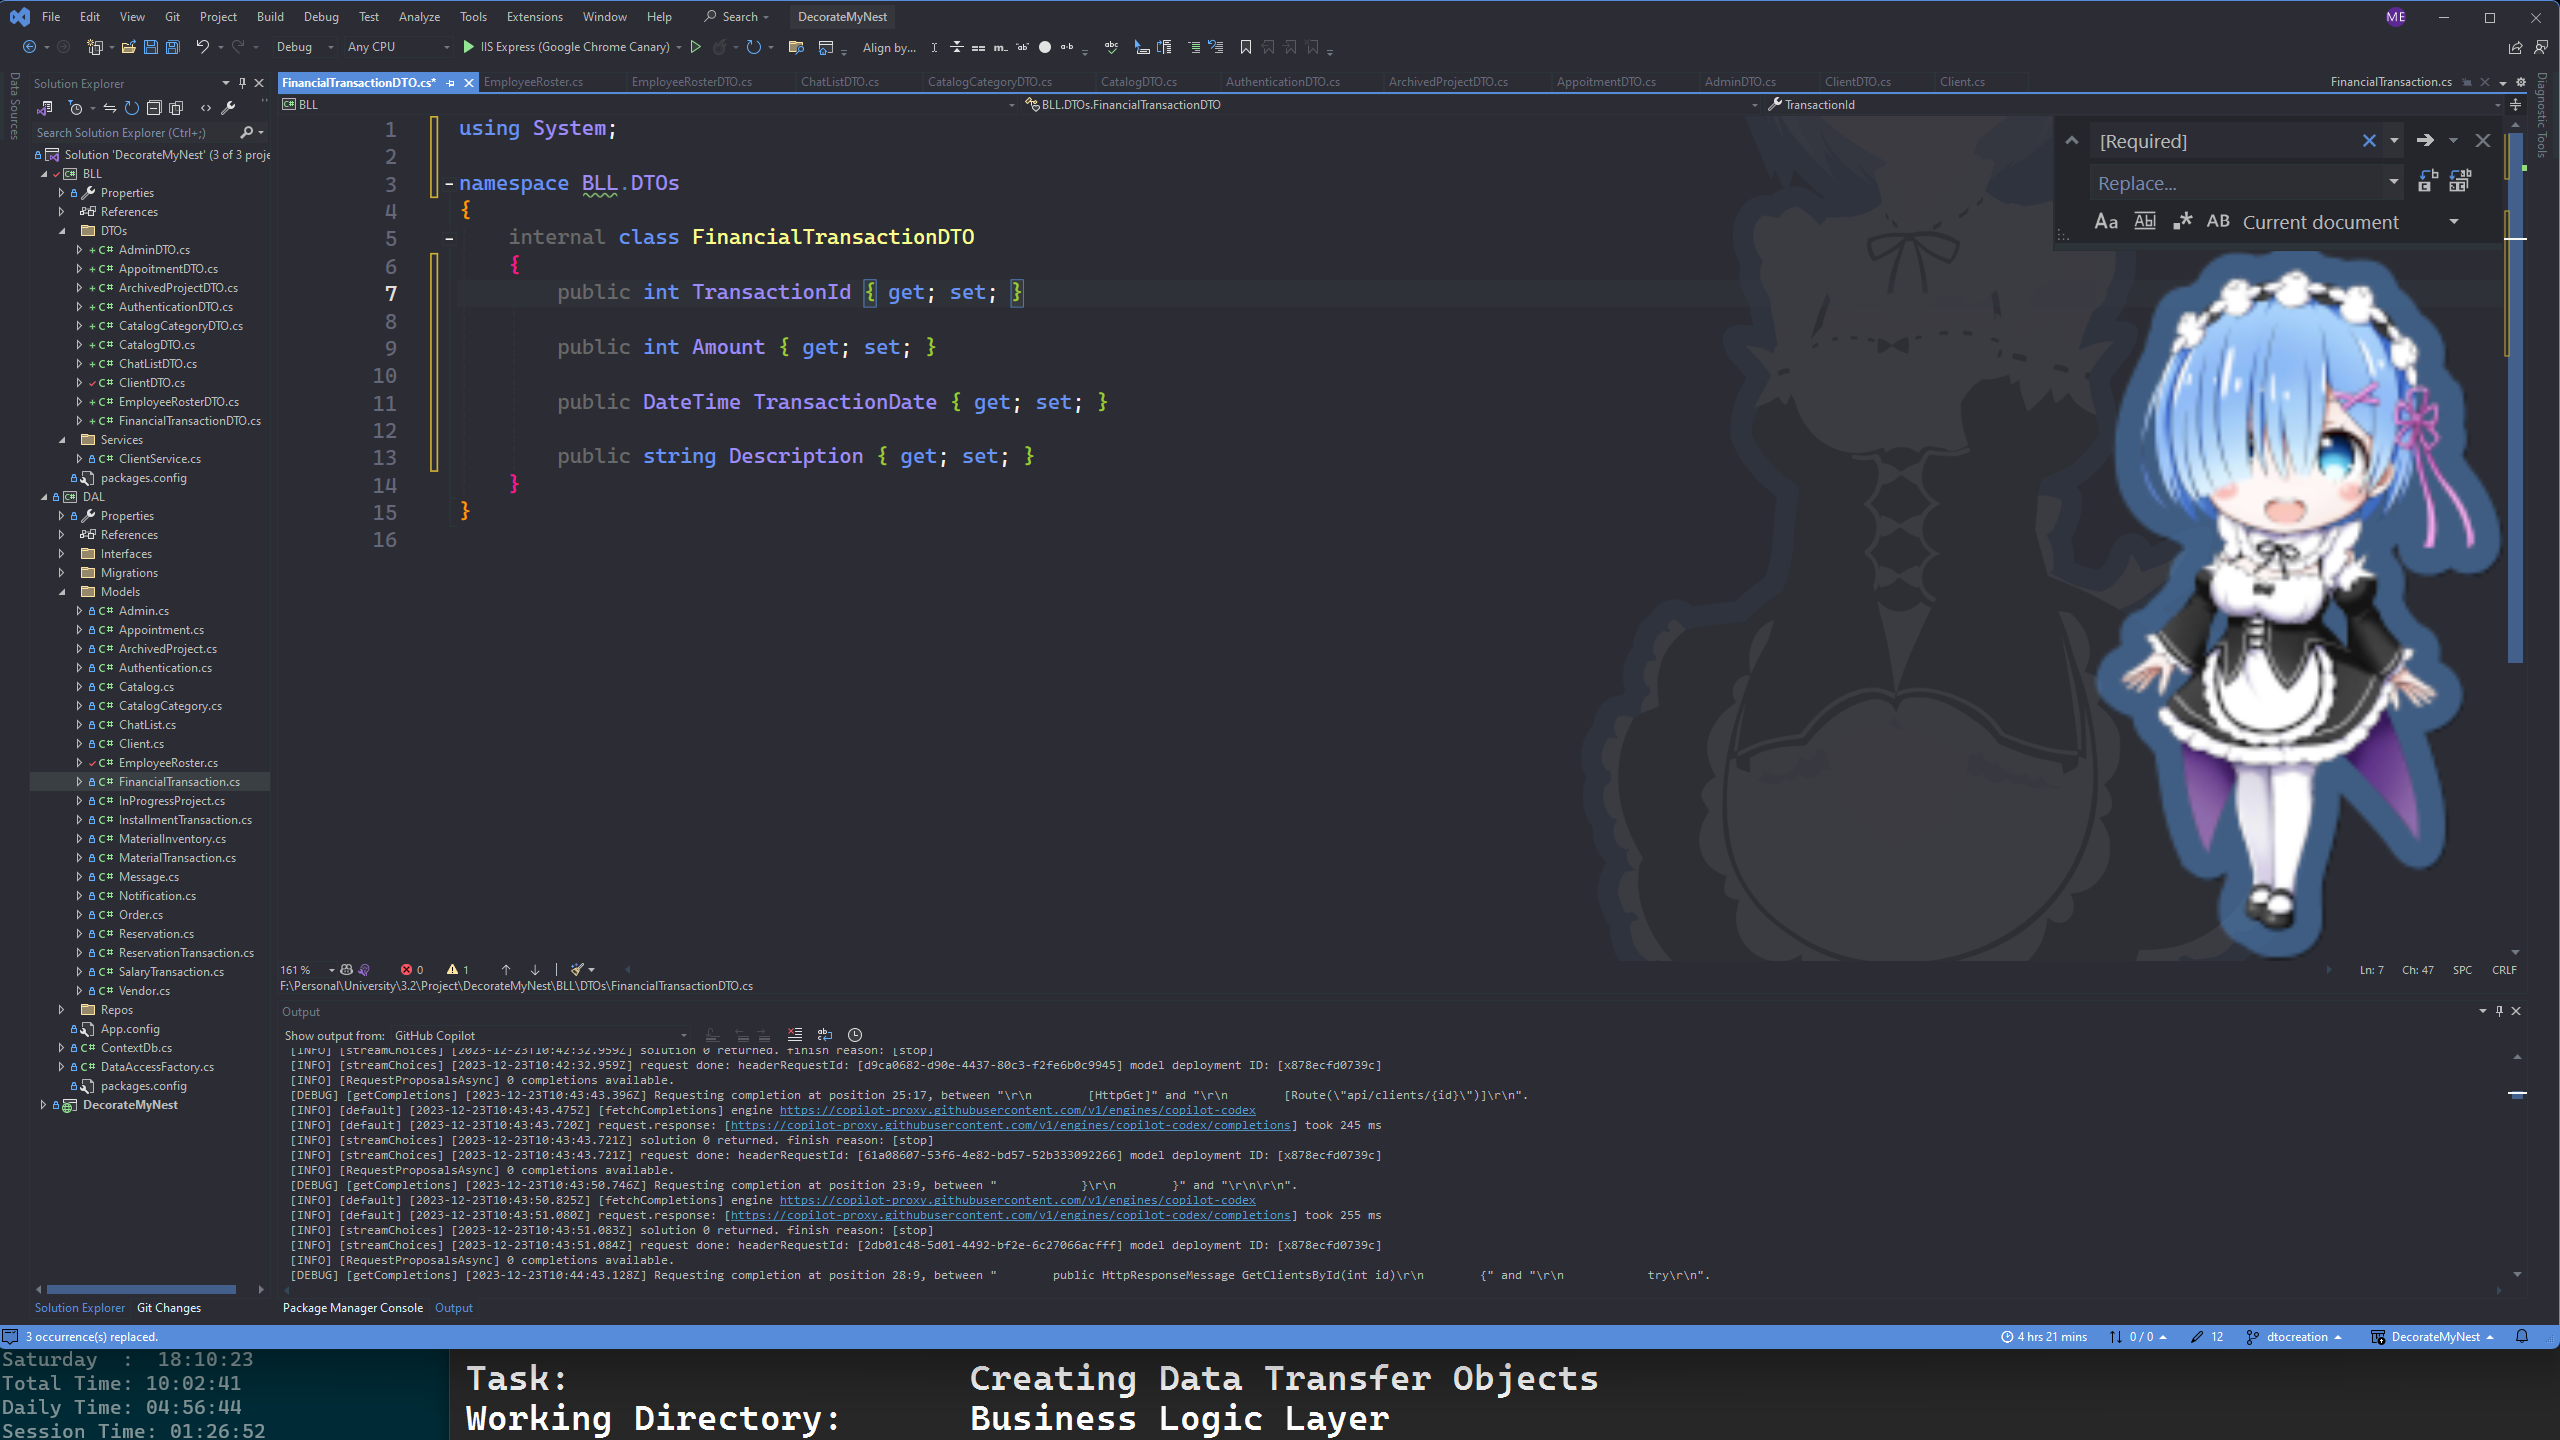 File Edit View Git Project Build Debug Test Analyze Tools Extensions Window Help Search DecorateMyNest ME
Debug Any CPU IIS Express (Google Chrome Canary) Align by...
Data Sources
Solution Explorer
Search Solution Explorer (Ctrl+;)
Solution 'DecorateMyNest' (3 of 3 proje
BLL
Properties
References
DTOs
AdminDTO.cs
AppoitmentDTO.cs
ArchivedProjectDTO.cs
AuthenticationDTO.cs
CatalogCategoryDTO.cs
CatalogDTO.cs
ChatListDTO.cs
ClientDTO.cs
EmployeeRosterDTO.cs
FinancialTransactionDTO.cs
Services
ClientService.cs
packages.config
DAL
Properties
References
Interfaces
Migrations
Models
Admin.cs
Appointment.cs
ArchivedProject.cs
Authentication.cs
Catalog.cs
CatalogCategory.cs
ChatList.cs
Client.cs
EmployeeRoster.cs
FinancialTransaction.cs
InProgressProject.cs
InstallmentTransaction.cs
MaterialInventory.cs
MaterialTransaction.cs
Message.cs
Notification.cs
Order.cs
Reservation.cs
ReservationTransaction.cs
SalaryTransaction.cs
Vendor.cs
Repos
App.config
ContextDb.cs
DataAccessFactory.cs
packages.config
DecorateMyNest
Solution Explorer Git Changes
FinancialTransactionDTO.cs* EmployeeRoster.cs EmployeeRosterDTO.cs ChatListDTO.cs CatalogCategoryDTO.cs CatalogDTO.cs AuthenticationDTO.cs ArchivedProjectDTO.cs AppoitmentDTO.cs AdminDTO.cs ClientDTO.cs Client.cs FinancialTransaction.cs
BLL BLL.DTOs.FinancialTransactionDTO TransactionId
Diagnostic Tools
[Required]
Replace...
Aa Abl .* AB Current document
1 using System;
2
3 namespace BLL.DTOs
4 {
5 internal class FinancialTransactionDTO
6 {
7 public int TransactionId { get; set; }
8
9 public int Amount { get; set; }
10
11 public DateTime TransactionDate { get; set; }
12
13 public string Description { get; set; }
14 }
15 }
16
161 % 0 1 Ln: 7 Ch: 47 SPC CRLF
F:\Personal\University\3.2\Project\DecorateMyNest\BLL\DTOs\FinancialTransactionDTO.cs
Output
Show output from: GitHub Copilot
[INFO] [streamChoices] [2023-12-23T10:42:32.959Z] solution 0 returned. finish reason: [stop]
[INFO] [streamChoices] [2023-12-23T10:42:32.959Z] request done: headerRequestId: [d9ca0682-d90e-4437-80c3-f2fe6b0c9945] model deployment ID: [x878ecfd0739c]
[INFO] [RequestProposalsAsync] 0 completions available.
[DEBUG] [getCompletions] [2023-12-23T10:43:43.396Z] Requesting completion at position 25:17, between "\r\n [HttpGet]" and "\r\n [Route(\"api/clients/{id}\")]\r\n".
[INFO] [default] [2023-12-23T10:43:43.475Z] [fetchCompletions] engine https://copilot-proxy.githubusercontent.com/v1/engines/copilot-codex
[INFO] [default] [2023-12-23T10:43:43.720Z] request.response: [https://copilot-proxy.githubusercontent.com/v1/engines/copilot-codex/completions] took 245 ms
[INFO] [streamChoices] [2023-12-23T10:43:43.721Z] solution 0 returned. finish reason: [stop]
[INFO] [streamChoices] [2023-12-23T10:43:43.721Z] request done: headerRequestId: [61a08607-53f6-4e82-bd57-52b333092266] model deployment ID: [x878ecfd0739c]
[INFO] [RequestProposalsAsync] 0 completions available.
[DEBUG] [getCompletions] [2023-12-23T10:43:50.746Z] Requesting completion at position 23:9, between " }\r\n }" and "\r\n\r\n".
[INFO] [default] [2023-12-23T10:43:50.825Z] [fetchCompletions] engine https://copilot-proxy.githubusercontent.com/v1/engines/copilot-codex
[INFO] [default] [2023-12-23T10:43:51.080Z] request.response: [https://copilot-proxy.githubusercontent.com/v1/engines/copilot-codex/completions] took 255 ms
[INFO] [streamChoices] [2023-12-23T10:43:51.083Z] solution 0 returned. finish reason: [stop]
[INFO] [streamChoices] [2023-12-23T10:43:51.084Z] request done: headerRequestId: [2db01c48-5d01-4492-bf2e-6c27066acfff] model deployment ID: [x878ecfd0739c]
[INFO] [RequestProposalsAsync] 0 completions available.
[DEBUG] [getCompletions] [2023-12-23T10:44:43.128Z] Requesting completion at position 28:9, between " public HttpResponseMessage GetClientsById(int id)\r\n {" and "\r\n try\r\n".
Package Manager Console Output
3 occurrence(s) replaced. 4 hrs 21 mins 0 / 0 12 dtocreation DecorateMyNest
Saturday : 18:10:23
Total Time: 10:02:41
Daily Time: 04:56:44
Session Time: 01:26:52
Task: Creating Data Transfer Objects
Working Directory: Business Logic Layer